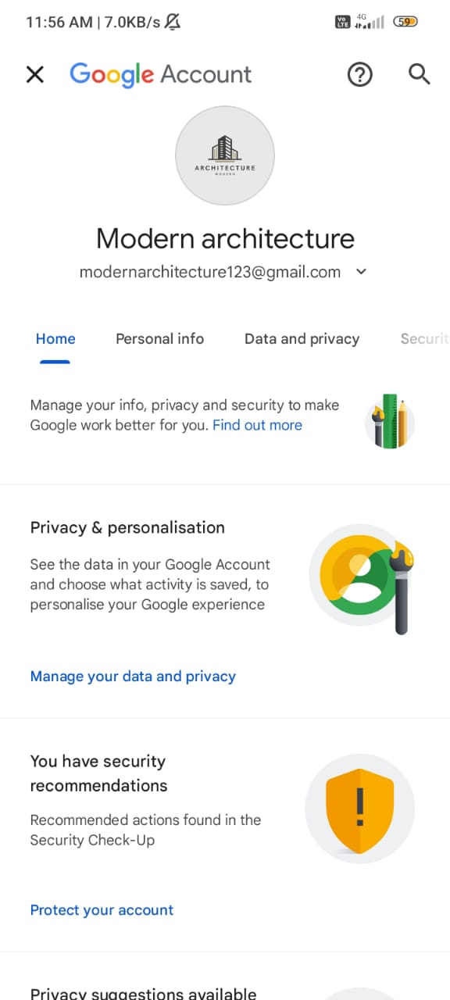 11:56 AM | 7.0KB/s
Vo LTE 4G 59
Google Account
ARCHITECTURE
MODERN
Modern architecture
modernarchitecture123@gmail.com
Home Personal info Data and privacy Securit
Manage your info, privacy and security to make
Google work better for you. Find out more
Privacy & personalisation
See the data in your Google Account
and choose what activity is saved, to
personalise your Google experience
Manage your data and privacy
You have security
recommendations
Recommended actions found in the
Security Check-Up
Protect your account
Privacy suggestions available